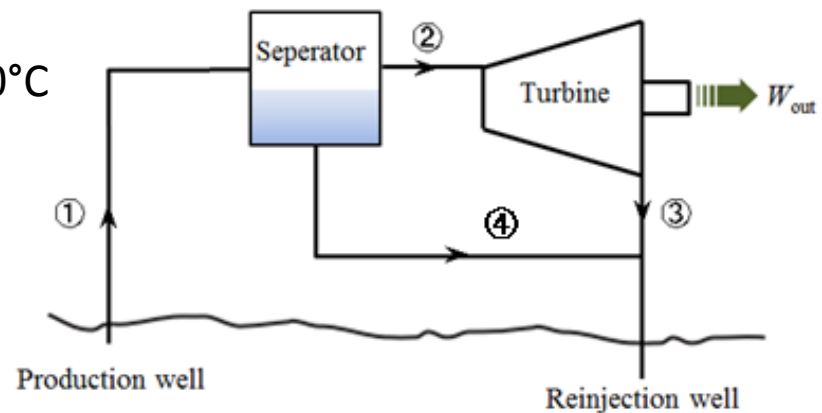 0°C
Seperator
②
Turbine
W_out
①
④
③
Production well
Reinjection well